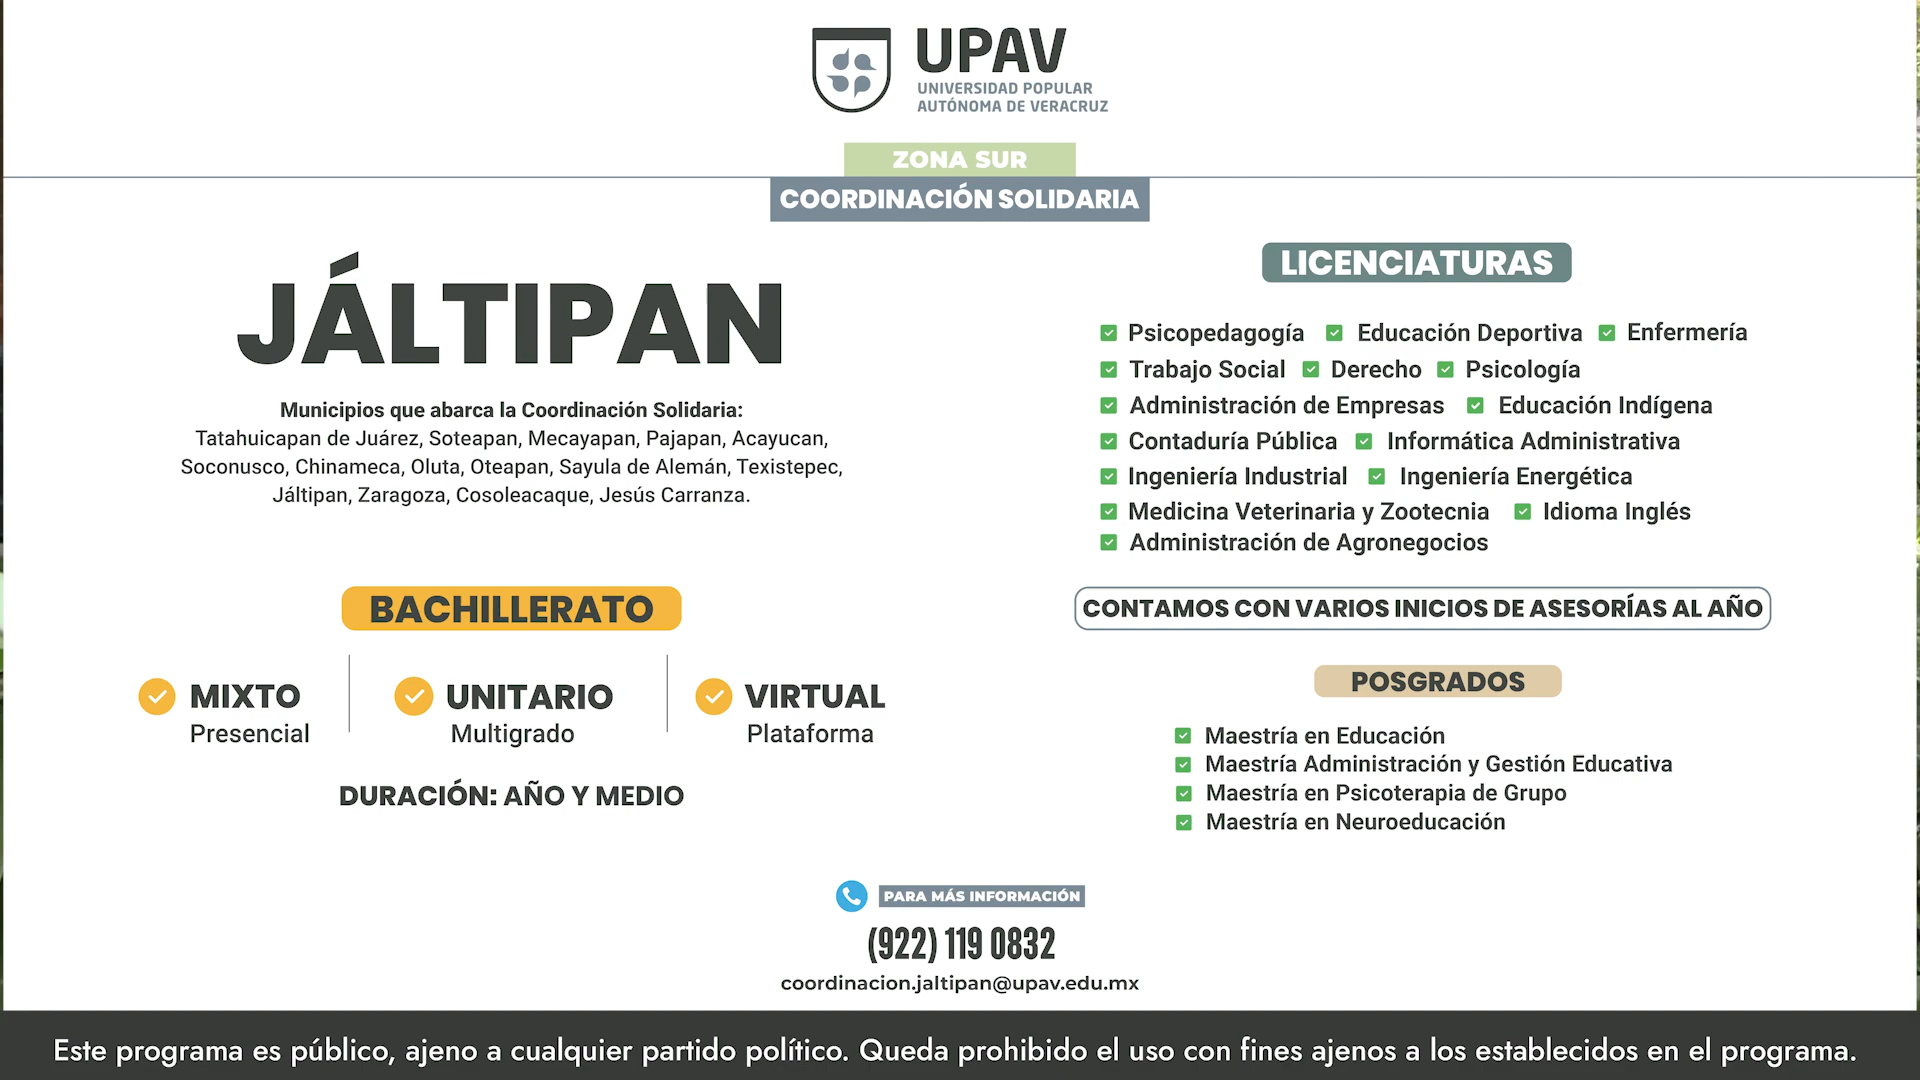 UPAV
UNIVERSIDAD POPULAR
AUTÓNOMA DE VERACRUZ
ZONA SUR
COORDINACIÓN SOLIDARIA
JÁLTIPAN
Municipios que abarca la Coordinación Solidaria:
Tatahuicapan de Juárez, Soteapan, Mecayapan, Pajapan, Acayucan,
Soconusco, Chinameca, Oluta, Oteapan, Sayula de Alemán, Texistepec,
Jáltipan, Zaragoza, Cosoleacaque, Jesús Carranza.
BACHILLERATO
MIXTO UNITARIO VIRTUAL
Presencial Multigrado Plataforma
DURACIÓN: AÑO Y MEDIO
LICENCIATURAS
Psicopedagogía Educación Deportiva Enfermería
Trabajo Social Derecho Psicología
Administración de Empresas Educación Indígena
Contaduría Pública Informática Administrativa
Ingeniería Industrial Ingeniería Energética
Medicina Veterinaria y Zootecnia Idioma Inglés
Administración de Agronegocios
CONTAMOS CON VARIOS INICIOS DE ASESORÍAS AL AÑO
POSGRADOS
Maestría en Educación
Maestría Administración y Gestión Educativa
Maestría en Psicoterapia de Grupo
Maestría en Neuroeducación
PARA MÁS INFORMACIÓN
(922) 119 0832
coordinacion.jaltipan@upav.edu.mx
Este programa es público, ajeno a cualquier partido político. Queda prohibido el uso con fines ajenos a los establecidos en el programa.